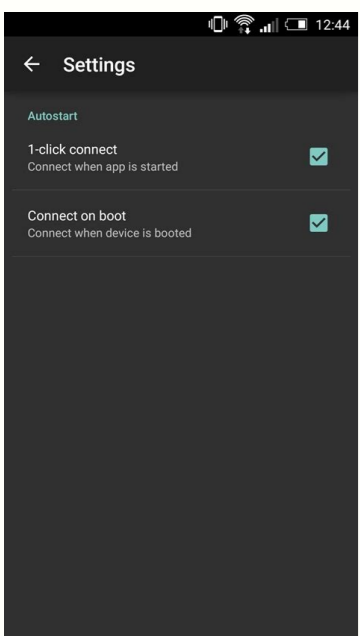 12:44
Settings
Autostart
1-click connect
Connect when app is started
Connect on boot
Connect when device is booted